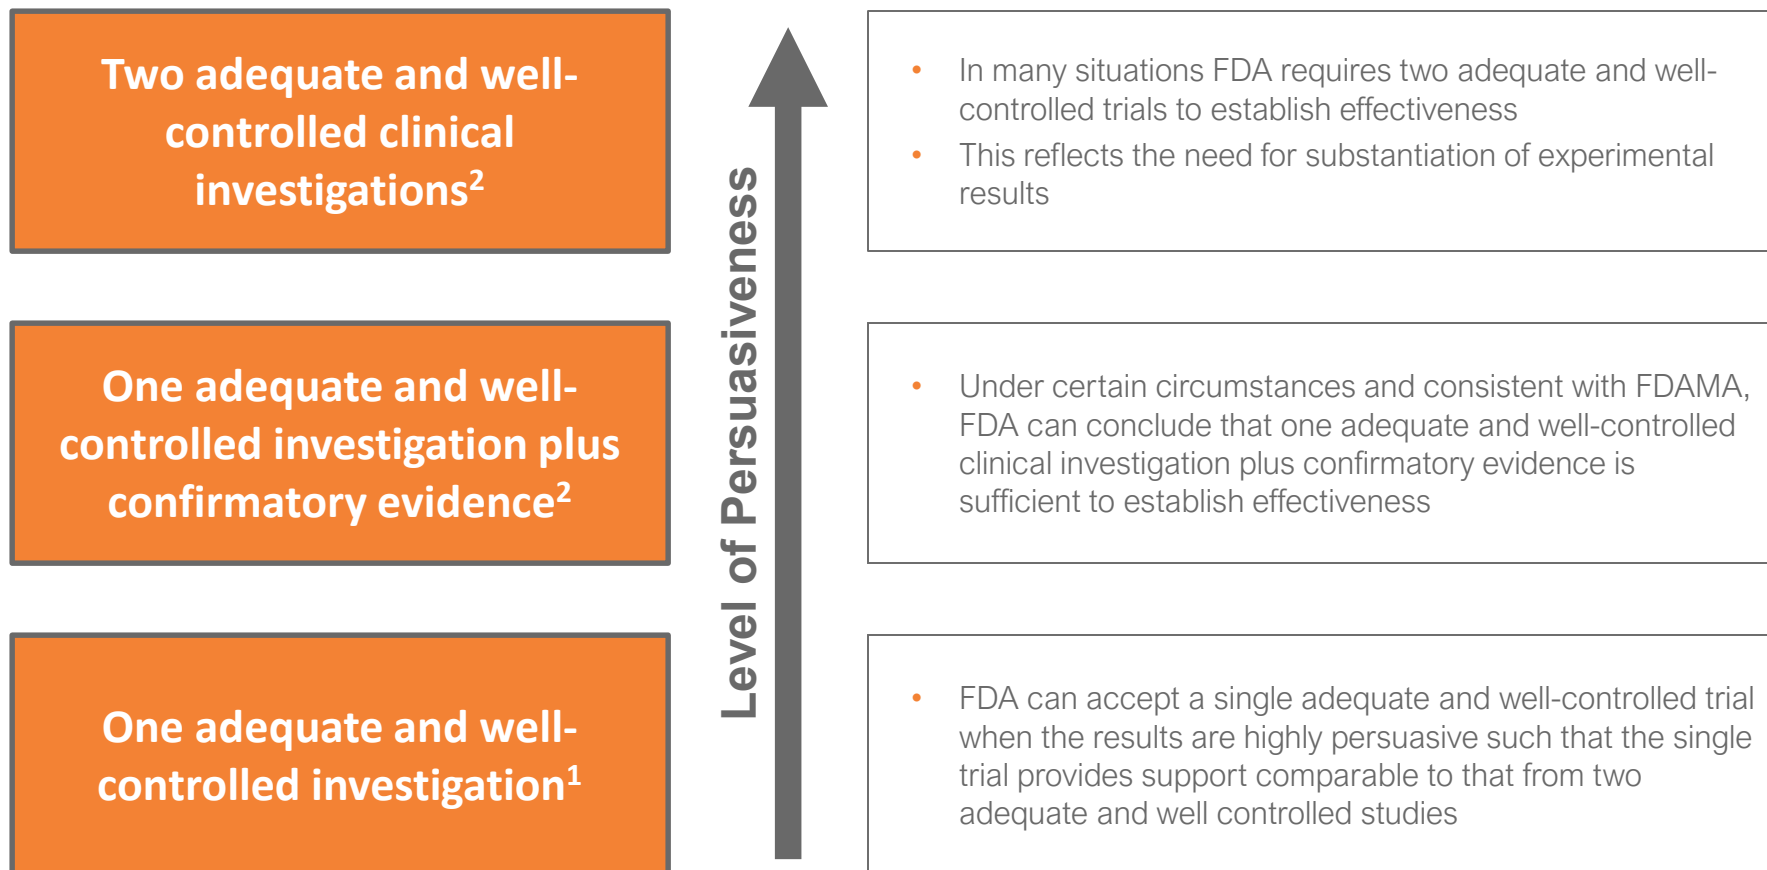 Two adequate and well-
controlled clinical
investigations2
Level of Persuasiveness
• In many situations FDA requires two adequate and well-
controlled trials to establish effectiveness
• This reflects the need for substantiation of experimental
results
One adequate and well-
controlled investigation plus
confirmatory evidence2
• Under certain circumstances and consistent with FDAMA,
FDA can conclude that one adequate and well-controlled
clinical investigation plus confirmatory evidence is
sufficient to establish effectiveness
One adequate and well-
controlled investigation1
• FDA can accept a single adequate and well-controlled trial
when the results are highly persuasive such that the single
trial provides support comparable to that from two
adequate and well controlled studies